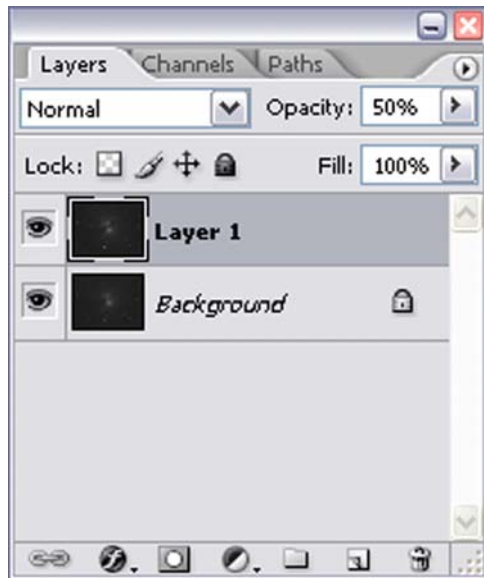 Layers Channels Paths
Normal Opacity: 50%
Lock: Fill: 100%
Layer 1
Background